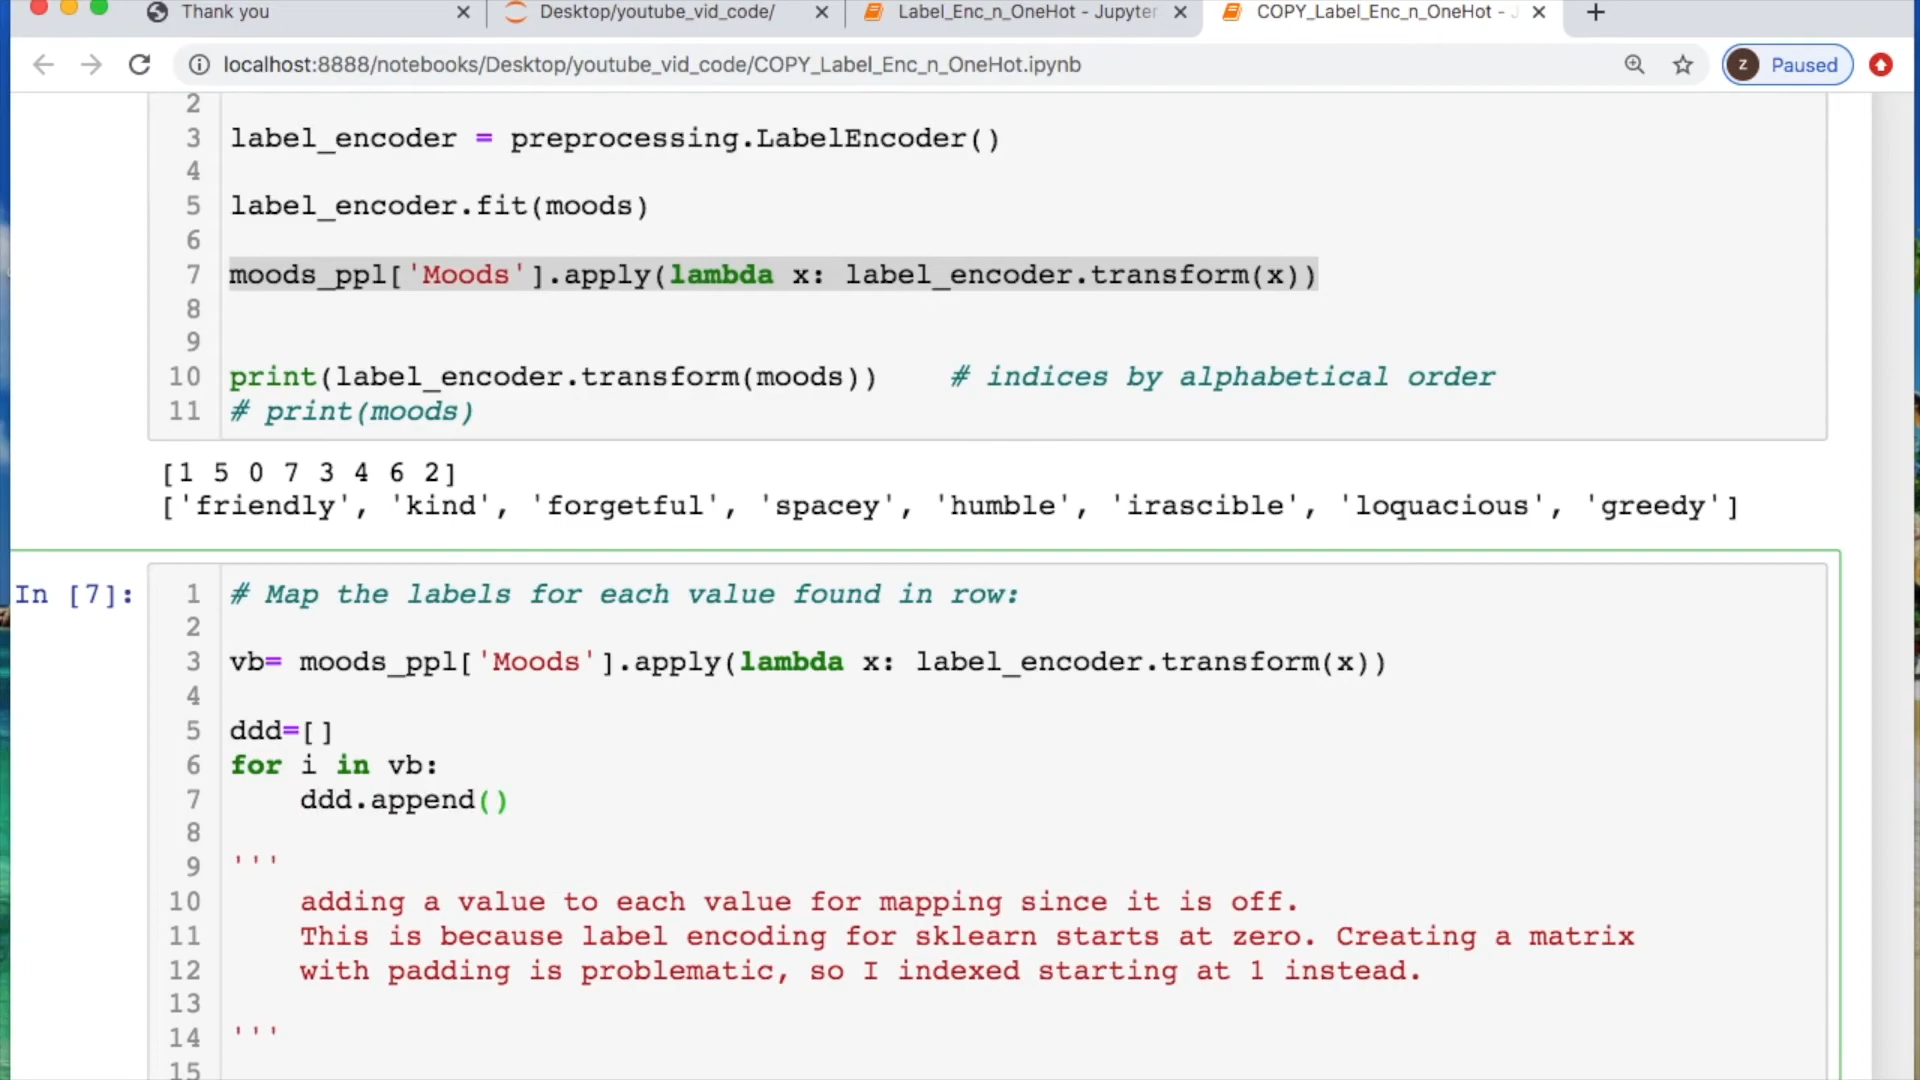 Thank you
Desktop/youtube_vid_code/
Label_Enc_n_OneHot - Jupyter
COPY_Label_Enc_n_OneHot - J
localhost:8888/notebooks/Desktop/youtube_vid_code/COPY_Label_Enc_n_OneHot.ipynb
z Paused
2
3 label_encoder = preprocessing.LabelEncoder()
4
5 label_encoder.fit(moods)
6
7 moods_ppl['Moods'].apply(lambda x: label_encoder.transform(x))
8
9
10 print(label_encoder.transform(moods)) # indices by alphabetical order
11 # print(moods)
[1 5 0 7 3 4 6 2]
['friendly', 'kind', 'forgetful', 'spacey', 'humble', 'irascible', 'loquacious', 'greedy']
In [7]: 1 # Map the labels for each value found in row:
2
3 vb= moods_ppl['Moods'].apply(lambda x: label_encoder.transform(x))
4
5 ddd=[]
6 for i in vb:
7 ddd.append()
8
9 '''
10 adding a value to each value for mapping since it is off.
11 This is because label encoding for sklearn starts at zero. Creating a matrix
12 with padding is problematic, so I indexed starting at 1 instead.
13
14 '''
15